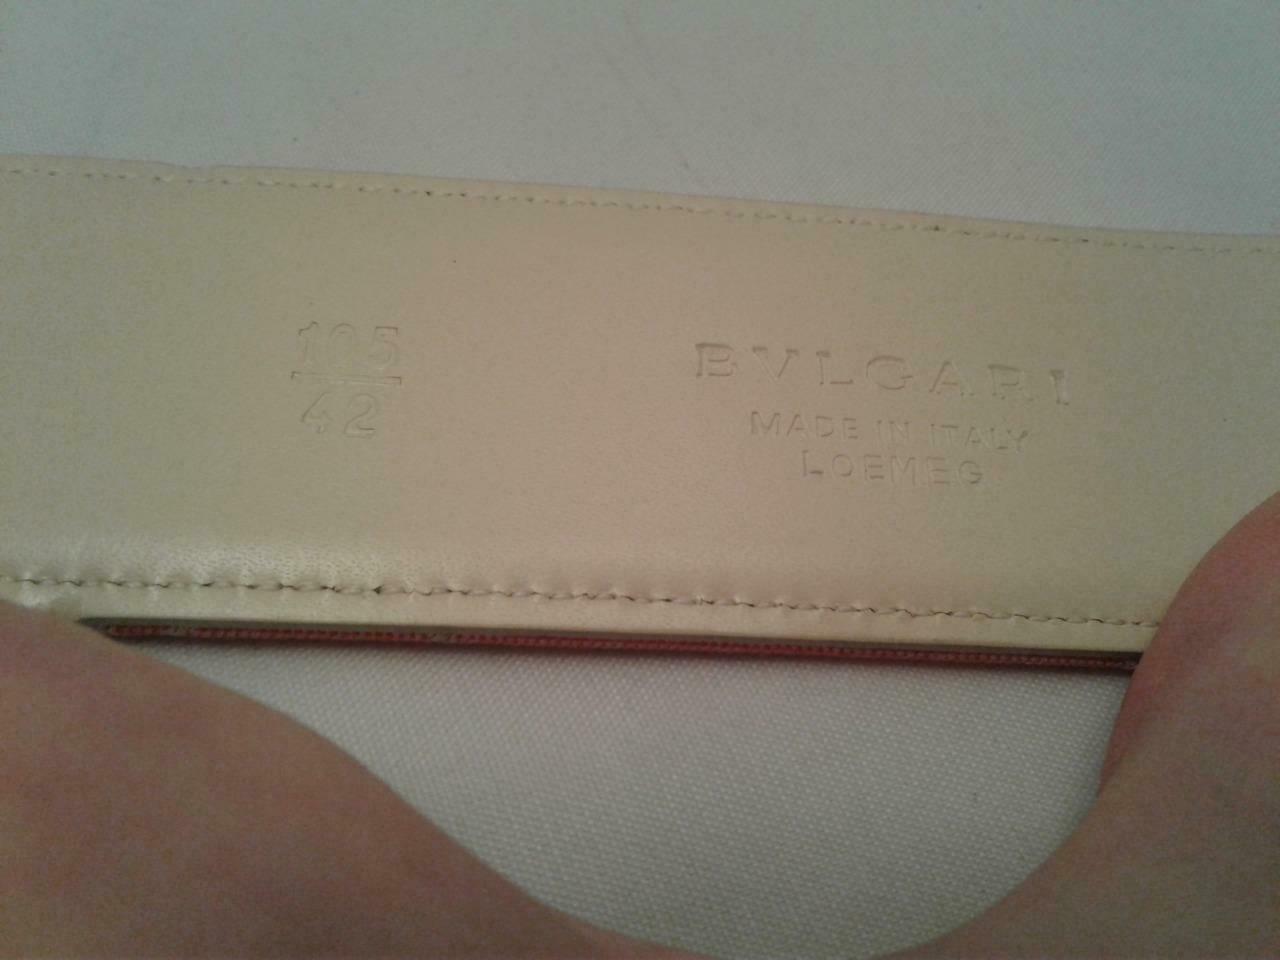 105
42
BVLGARI
MADE IN ITALY
LOEMEG